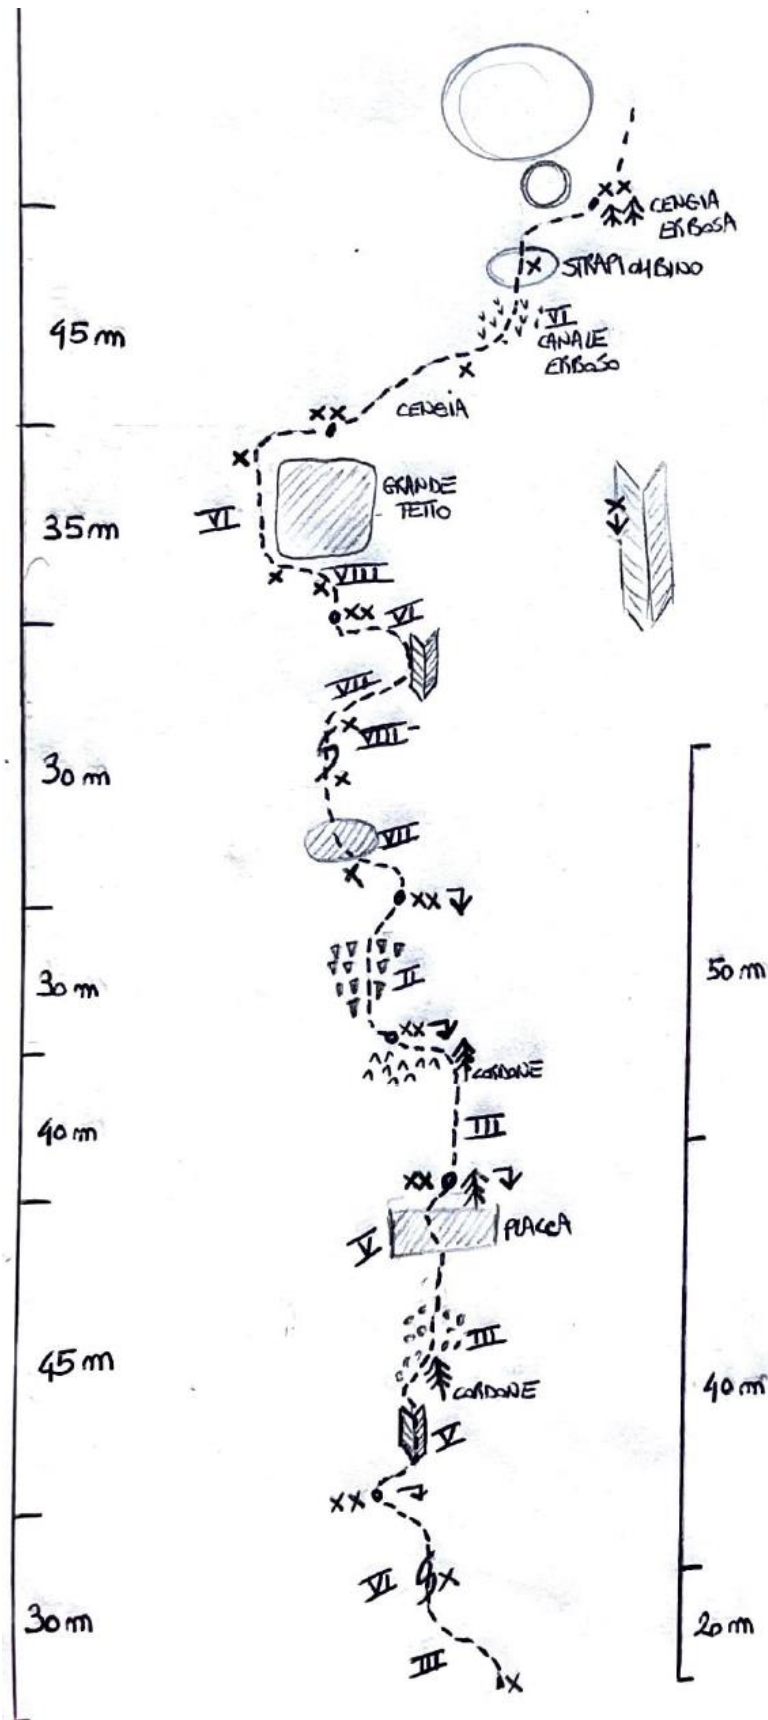 CENGIA
ERBOSA
STRAPIOMBINO
VI
CANALE
ERBOSO
45m
CENGIA
GRANDE
TETTO
VI
35m
VIII
VI
VII
VIII-
30m
VII
50m
II
30m
CORDONE
III
40m
PLACCA
V
III
45m
CORDONE
40m
V
VI
30m
20m
III